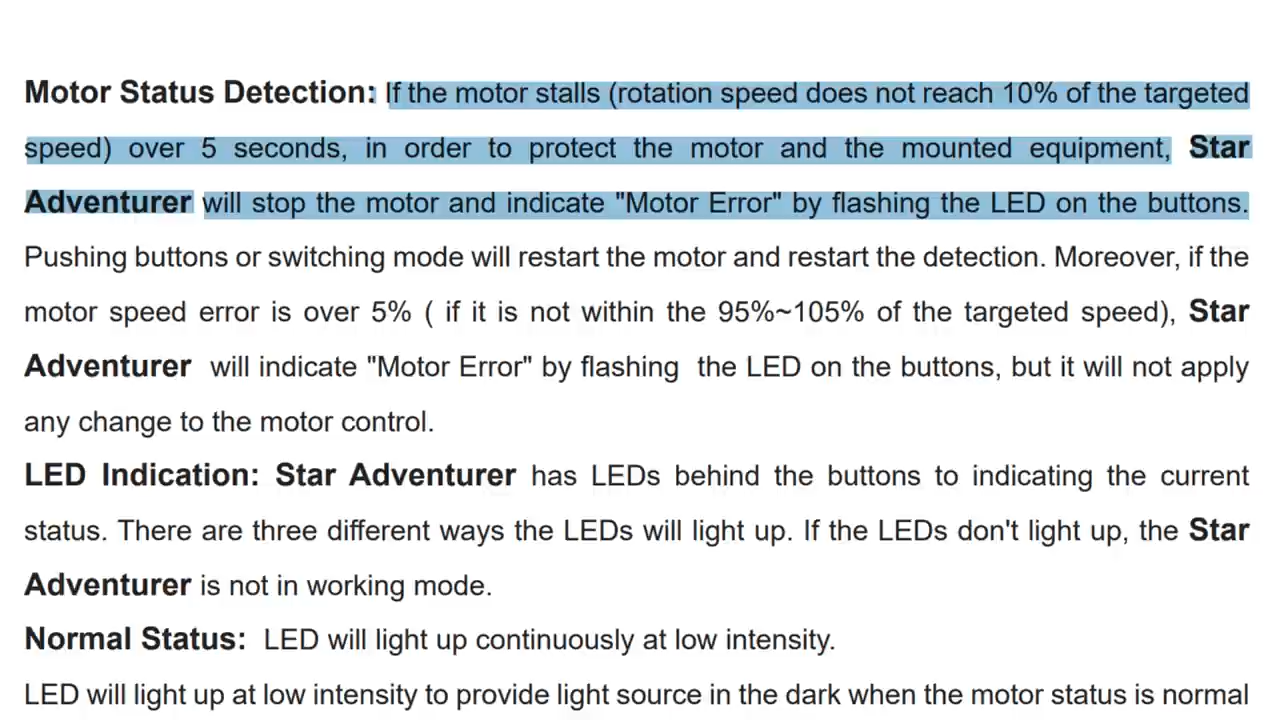 Motor Status Detection: If the motor stalls (rotation speed does not reach 10% of the targeted
speed) over 5 seconds, in order to protect the motor and the mounted equipment, Star
Adventurer will stop the motor and indicate "Motor Error" by flashing the LED on the buttons.
Pushing buttons or switching mode will restart the motor and restart the detection. Moreover, if the
motor speed error is over 5% ( if it is not within the 95%~105% of the targeted speed), Star
Adventurer will indicate "Motor Error" by flashing the LED on the buttons, but it will not apply
any change to the motor control.
LED Indication: Star Adventurer has LEDs behind the buttons to indicating the current
status. There are three different ways the LEDs will light up. If the LEDs don't light up, the Star
Adventurer is not in working mode.
Normal Status: LED will light up continuously at low intensity.
LED will light up at low intensity to provide light source in the dark when the motor status is normal